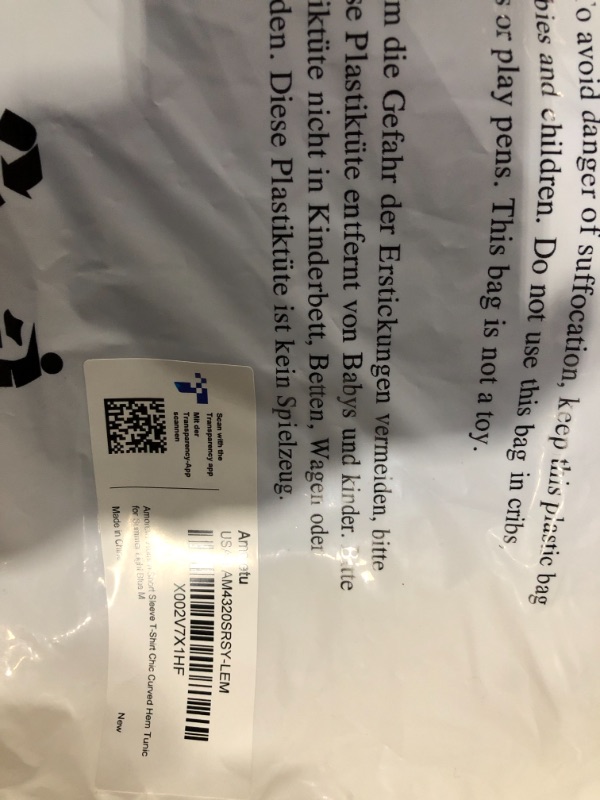 o avoid danger of suffocation, keep this plastic bag
bies and children. Do not use this bag in cribs,
s or play pens. This bag is not a toy.
m die Gefahr der Erstickungen vermeiden, bitte
se Plastiktüte entfernt von Babys und kinder. Bitte
iktüte nicht in Kinderbett, Betten, Wagen oder
den. Diese Plastiktüte ist kein Spielzeug.
Scan with the
Transparency app
Mit der
Transparency-App
scannen
AM4320SRSY-LEM
X002V7X1HF
Sleeve T-Shirt Chic Curved Hem Tunic
for M
Made in
New